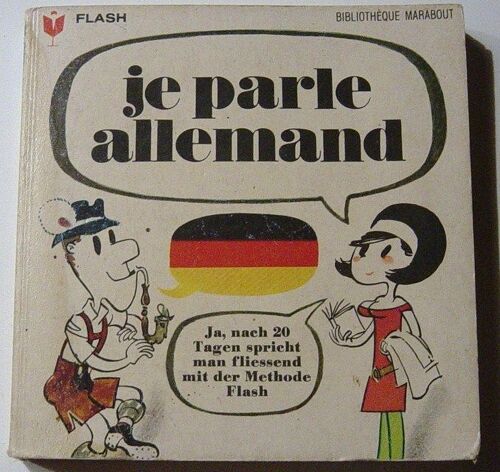 FLASH
BIBLIOTHÈQUE MARABOUT
je parle
allemand
Ja, nach 20
Tagen spricht
man fliessend
mit der Methode
Flash